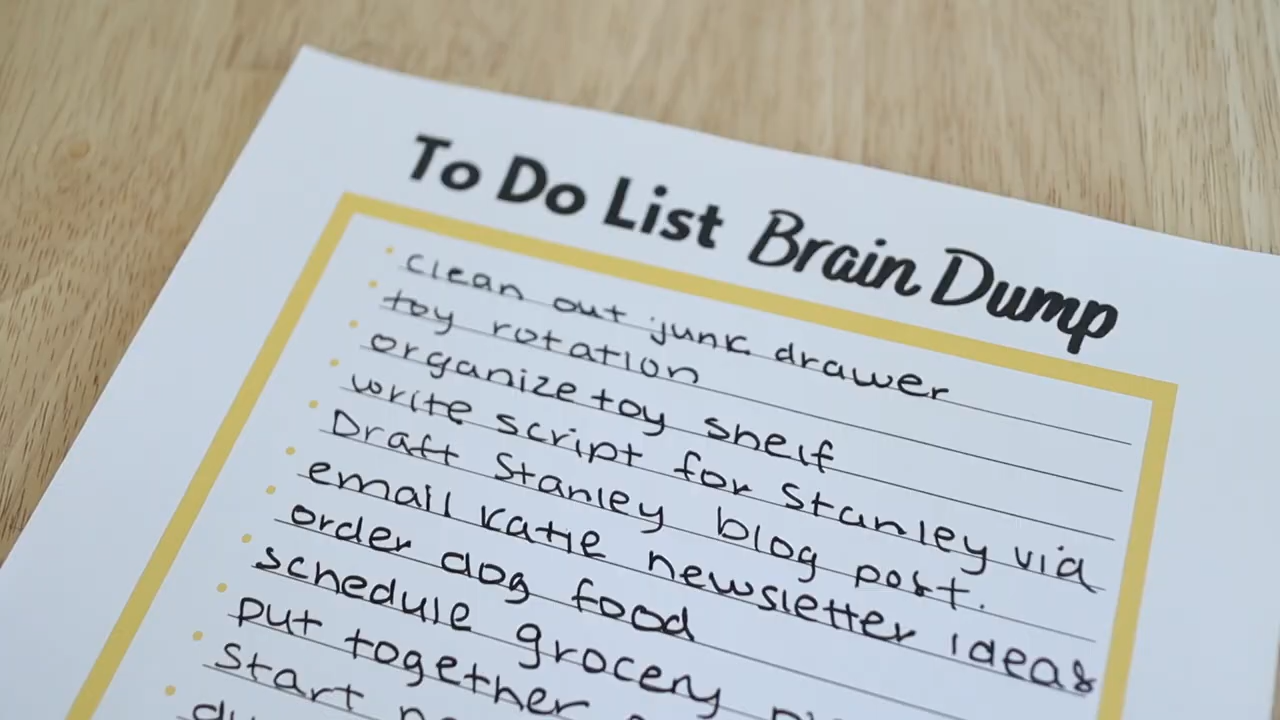 To Do List Brain Dump
clean out junk drawer
toy rotation
organize toy shelf
write script for Stanley via
Draft Stanley blog post.
email katie newsletter ideas
order dog food
schedule grocery
put together
start